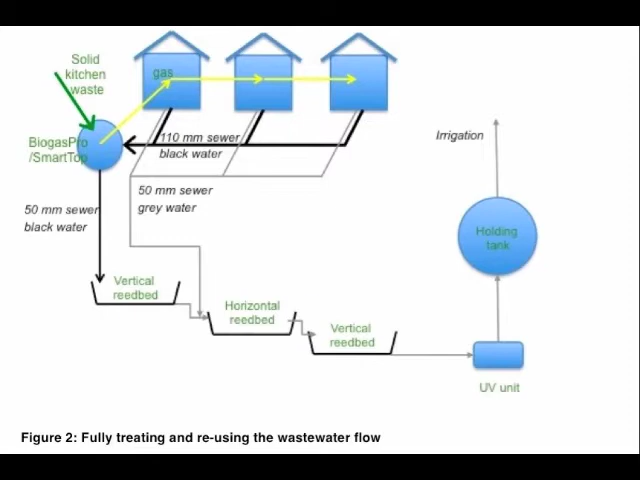 Solid
kitchen
waste
gas
BiogasPro
/SmartTop
110 mm sewer
black water
Irrigation
50 mm sewer
grey water
50 mm sewer
black water
Holding
tank
Vertical
reedbed
Horizontal
reedbed
Vertical
reedbed
UV unit
Figure 2: Fully treating and re-using the wastewater flow